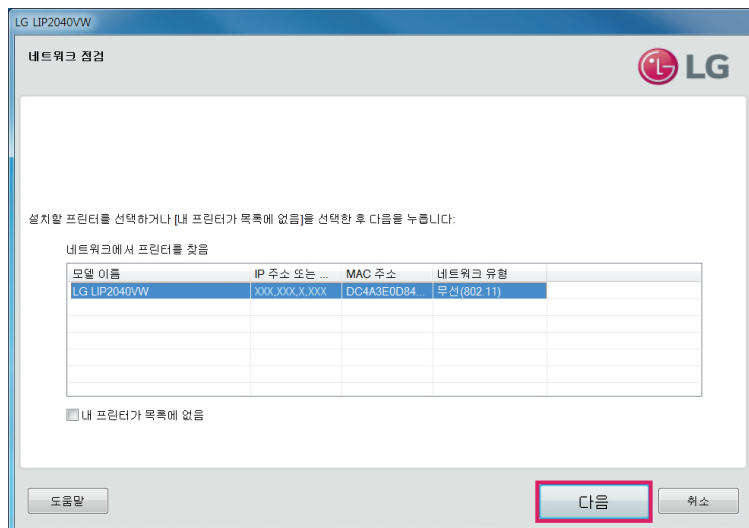 LG LIP2040VW
네트워크 점검
LG
설치할 프린터를 선택하거나 [내 프린터가 목록에 없음]을 선택한 후 다음을 누릅니다:
네트워크에서 프린터를 찾음
모델 이름 IP 주소 또는 ... MAC 주소 네트워크 유형
LG LIP2040VW XXX,XXX,X,XXX DC4A3E0D84... 무선(802.11)
내 프린터가 목록에 없음
도움말 다음 취소